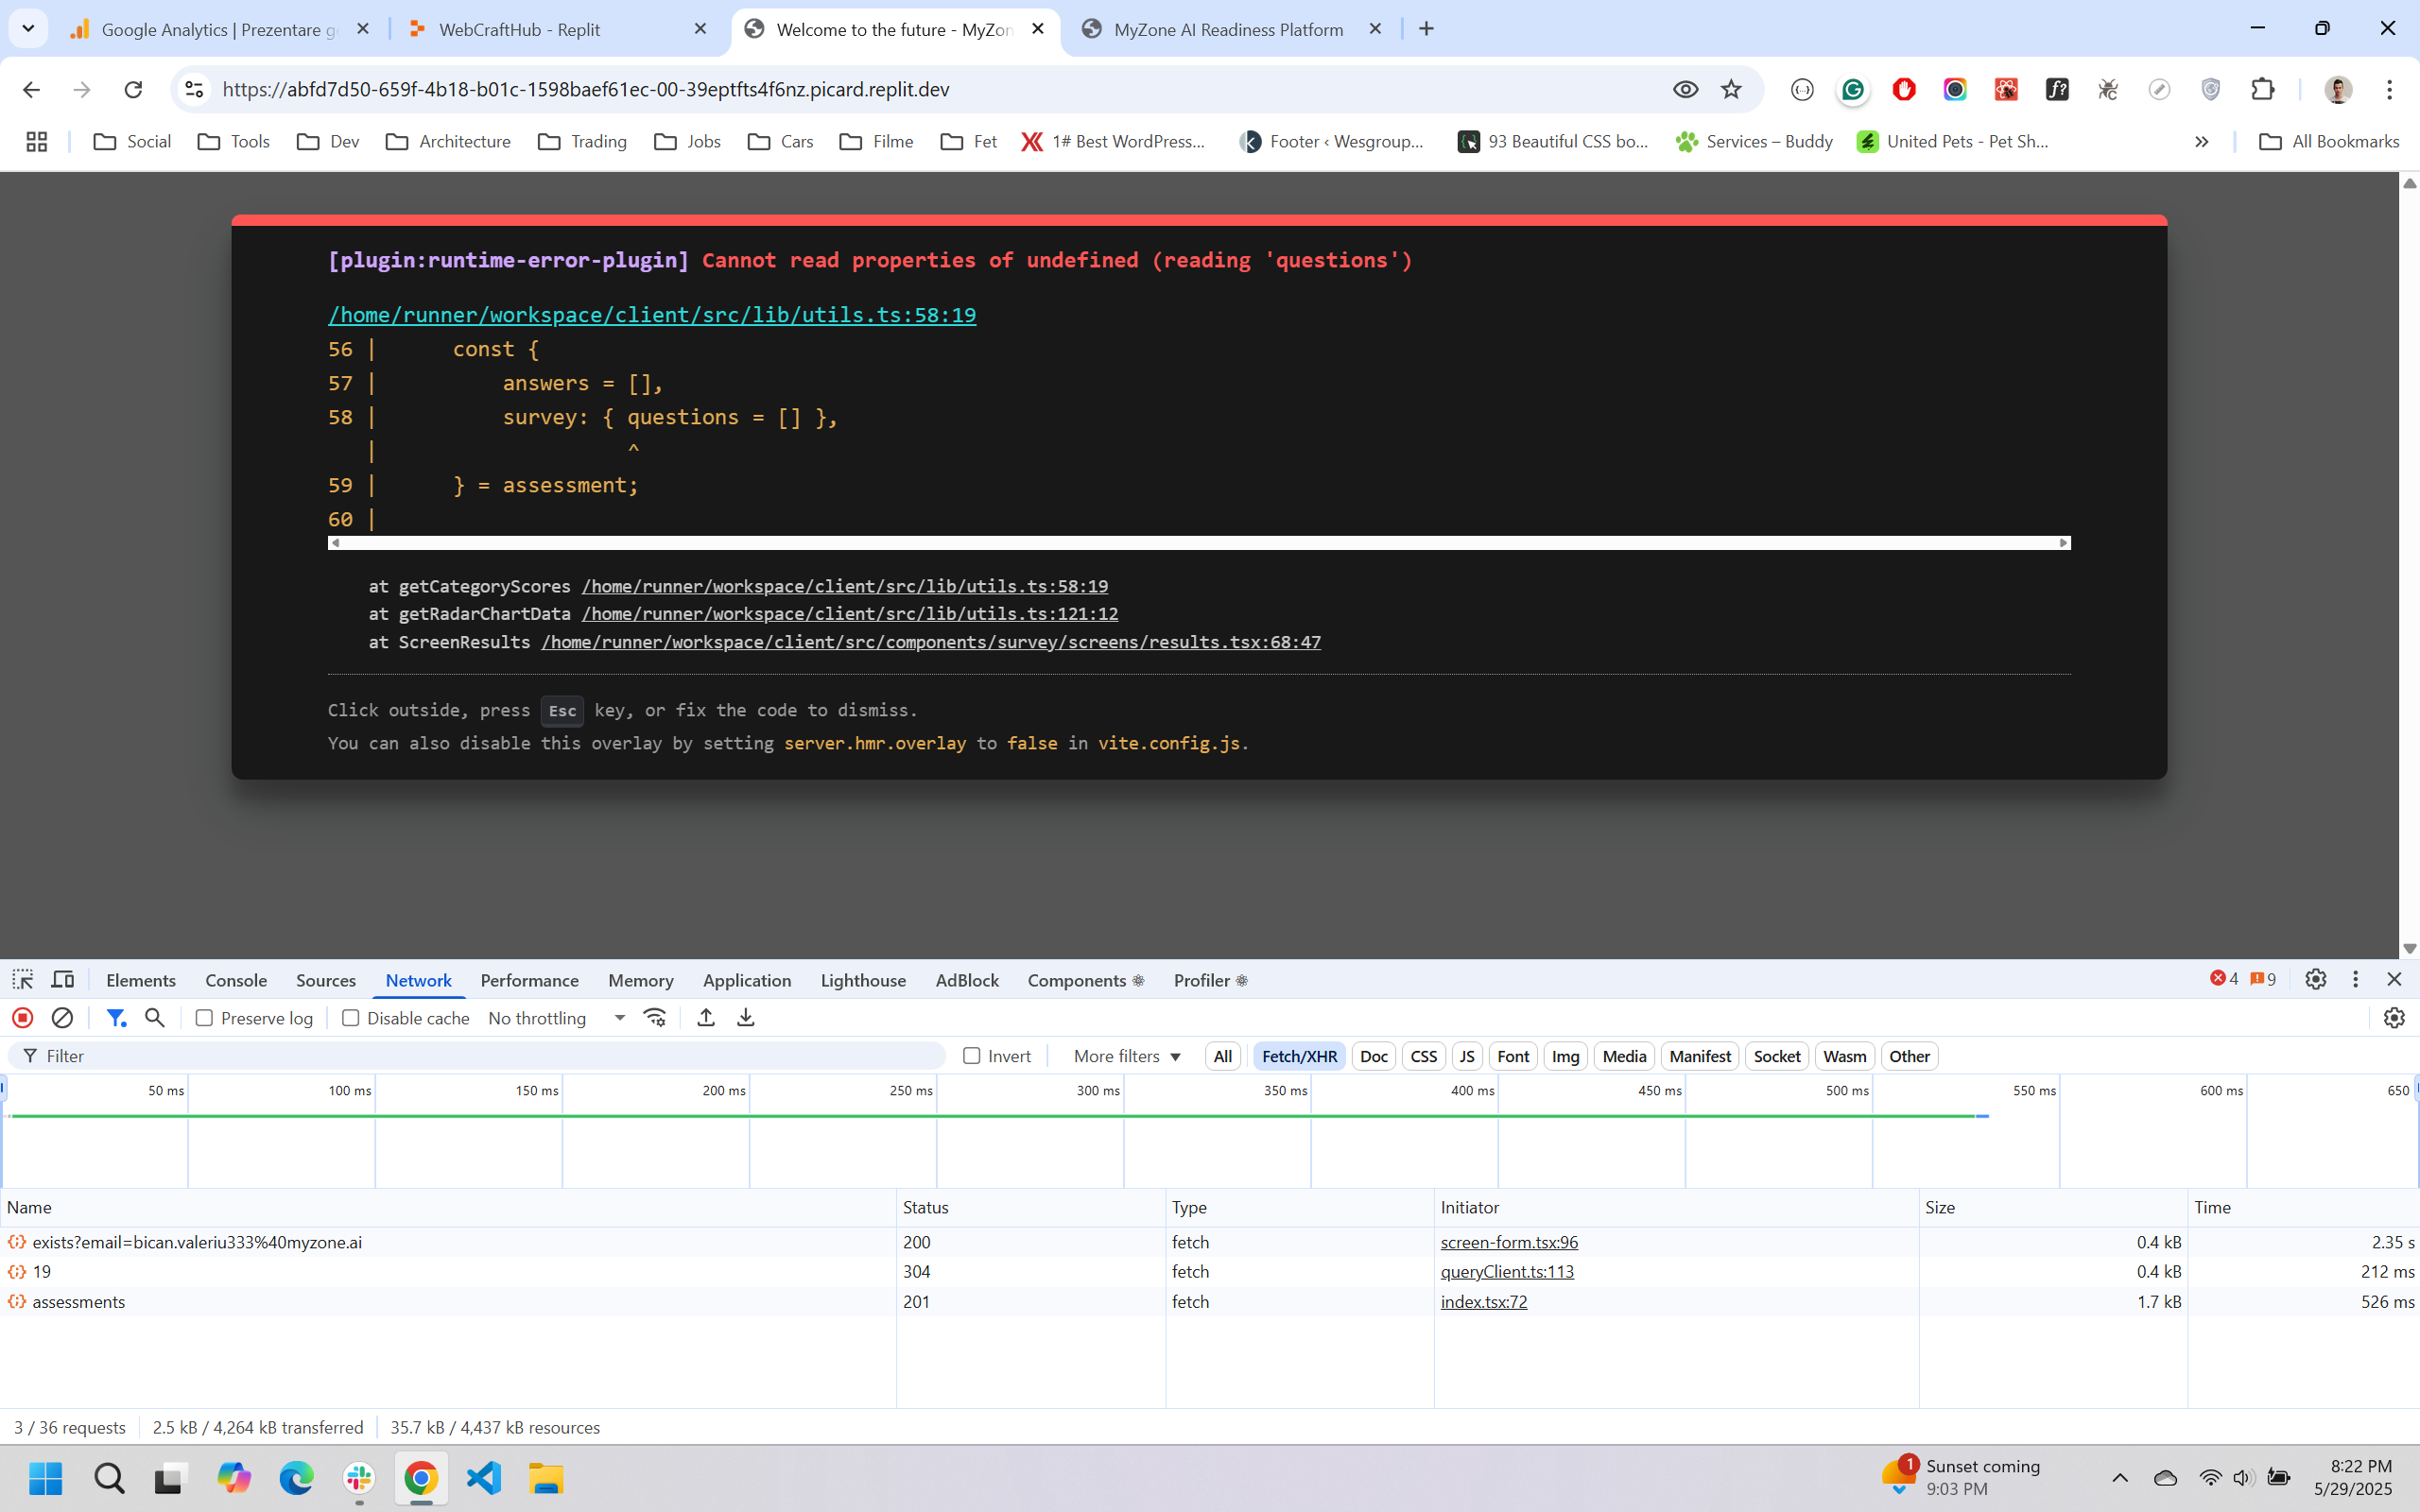 Google Analytics | Prezentare ge
WebCraftHub - Replit
Welcome to the future - MyZon
MyZone AI Readiness Platform
https://abfd7d50-659f-4b18-b01c-1598baef61ec-00-39eptfts4f6nz.picard.replit.dev
Social
Tools
Dev
Architecture
Trading
Jobs
Cars
Filme
Fet
1# Best WordPress...
Footer ‹ Wesgroup...
93 Beautiful CSS bo...
Services – Buddy
United Pets - Pet Sh...
»
All Bookmarks
[plugin:runtime-error-plugin] Cannot read properties of undefined (reading 'questions')
/home/runner/workspace/client/src/lib/utils.ts:58:19
56 | const {
57 | answers = [],
58 | survey: { questions = [] },
| ^
59 | } = assessment;
60 |
at getCategoryScores /home/runner/workspace/client/src/lib/utils.ts:58:19
at getRadarChartData /home/runner/workspace/client/src/lib/utils.ts:121:12
at ScreenResults /home/runner/workspace/client/src/components/survey/screens/results.tsx:68:47
Click outside, press Esc key, or fix the code to dismiss.
You can also disable this overlay by setting server.hmr.overlay to false in vite.config.js.
Elements Console Sources Network Performance Memory Application Lighthouse AdBlock Components Profiler 4 9
Preserve log Disable cache No throttling
Filter Invert More filters All Fetch/XHR Doc CSS JS Font Img Media Manifest Socket Wasm Other
50 ms 100 ms 150 ms 200 ms 250 ms 300 ms 350 ms 400 ms 450 ms 500 ms 550 ms 600 ms 650
Name Status Type Initiator Size Time
exists?email=bican.valeriu333%40myzone.ai 200 fetch screen-form.tsx:96 0.4 kB 2.35 s
19 304 fetch queryClient.ts:113 0.4 kB 212 ms
assessments 201 fetch index.tsx:72 1.7 kB 526 ms
3 / 36 requests 2.5 kB / 4,264 kB transferred 35.7 kB / 4,437 kB resources
1
Sunset coming
9:03 PM
8:22 PM
5/29/2025